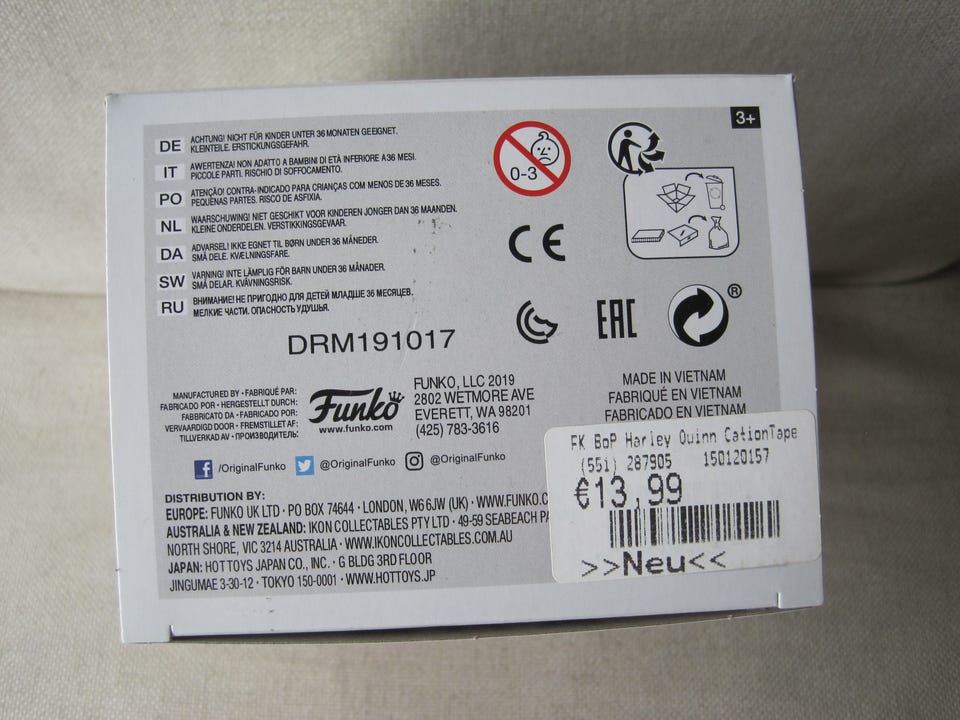 3+
DE ACHTUNG! NICHT FÜR KINDER UNTER 36 MONATEN GEEIGNET.
KLEINTEILE. ERSTICKUNGSGEFAHR.
IT AWERTENZA! NON ADATTO A BAMBINI DI ETÀ INFERIORE A 36 MESI.
PICCOLE PARTI. RISCHIO DI SOFFOCAMENTO.
PO ATENÇÃO! CONTRA-INDICADO PARA CRIANÇAS COM MENOS DE 36 MESES.
PEQUENAS PARTES. RISCO DE ASFIXIA.
NL WAARSCHUWING! NIET GESCHIKT VOOR KINDEREN JONGER DAN 36 MAANDEN.
KLEINE ONDERDELEN. VERSTIKKINGSGEVAAR.
DA ADVARSEL! IKKE EGNET TIL BØRN UNDER 36 MÅNEDER.
SMÅ DELE. KVÆLNINGSFARE.
SW VARNING! INTE LÄMPLIG FÖR BARN UNDER 36 MÅNADER.
SMÅ DELAR. KVÄVNINGSRISK.
RU ВНИМАНИЕ! НЕ ПРИГОДНО ДЛЯ ДЕТЕЙ МЛАДШЕ 36 МЕСЯЦЕВ.
МЕЛКИЕ ЧАСТИ. ОПАСНОСТЬ УДУШЬЯ.
0-3
CE
EAC
®
DRM191017
MANUFACTURED BY • FABRIQUÉ PAR:
FABRICADO POR • HERGESTELLT DURCH:
FABBRICATO DA • FABRICADO POR:
VERVAARDIGD DOOR • FREMSTILLET AF:
TILLVERKAD AV • ПРОИЗВОДИТЕЛЬ:
Funko
www.funko.com
FUNKO, LLC 2019
2802 WETMORE AVE
EVERETT, WA 98201
(425) 783-3616
MADE IN VIETNAM
FABRIQUÉ EN VIETNAM
FABRICADO EN VIETNAM
/OriginalFunko @OriginalFunko @OriginalFunko
DISTRIBUTION BY:
EUROPE: FUNKO UK LTD • PO BOX 74644 • LONDON, W6 6JW (UK) • WWW.FUNKO.C
AUSTRALIA & NEW ZEALAND: IKON COLLECTABLES PTY LTD • 49-59 SEABEACH PA
NORTH SHORE, VIC 3214 AUSTRALIA • WWW.IKONCOLLECTABLES.COM.AU
JAPAN: HOT TOYS JAPAN CO., INC. • G BLDG 3RD FLOOR
JINGUMAE 3-30-12 • TOKYO 150-0001 • WWW.HOTTOYS.JP
FK BoP Harley Quinn CationTape
(55i) 287905 150120157
€13,99
>>Neu<<